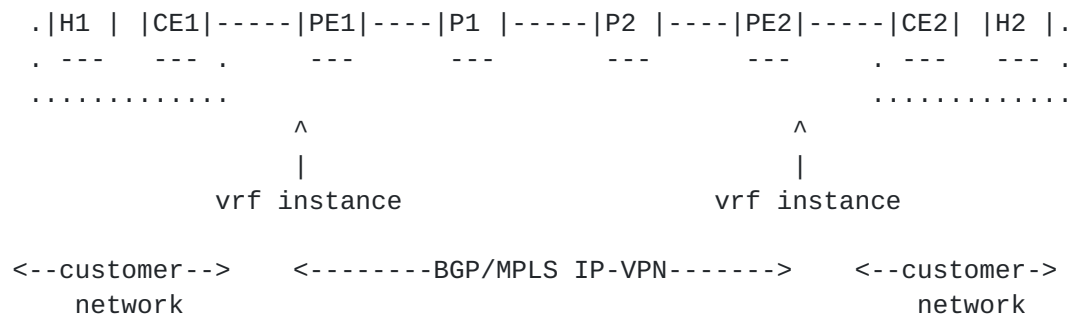 .|H1 | |CE1|-----|PE1|----|P1 |-----|P2 |----|PE2|-----|CE2| |H2 |.
. ---   --- .     ---      ---       ---      ---     . ---   --- .
.............                                         .............
                 ^                               ^
                 |                               |
            vrf instance                    vrf instance

<--customer-->    <--------BGP/MPLS IP-VPN------->    <--customer->
    network                                               network